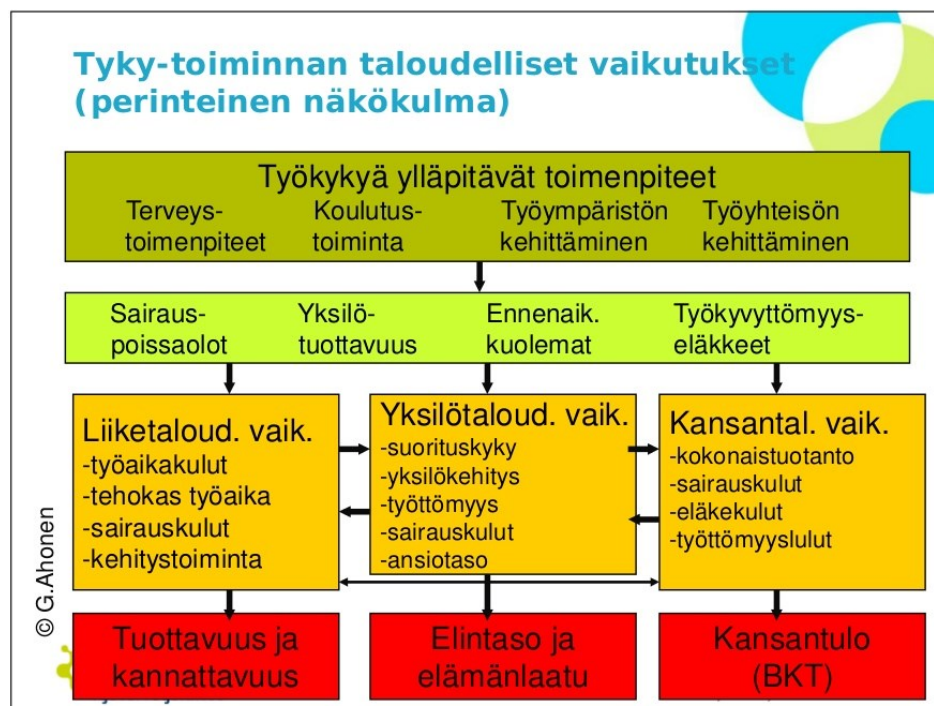 Tyky-toiminnan taloudelliset vaikutukset
(perinteinen näkökulma)
Työkykyä ylläpitävät toimenpiteet
Terveys-
toimenpiteet
Koulutus-
toiminta
Työympäristön
kehittäminen
Työyhteisön
kehittäminen
Sairaus-
poissaolot
Yksilö-
tuottavuus
Ennenaik.
kuolemat
Työkyvyttömyys-
eläkkeet
Liiketaloud. vaik.
-työaikakulut
-tehokas työaika
-sairauskulut
-kehitystoiminta
Yksilötaloud. vaik.
-suorituskyky
-yksilökehitys
-työttömyys
-sairauskulut
-ansiotaso
Kansantal. vaik.
-kokonaistuotanto
-sairauskulut
-eläkekulut
-työttömyyslulut
Tuottavuus ja
kannattavuus
Elintaso ja
elämänlaatu
Kansantulo
(BKT)
© G.Ahonen